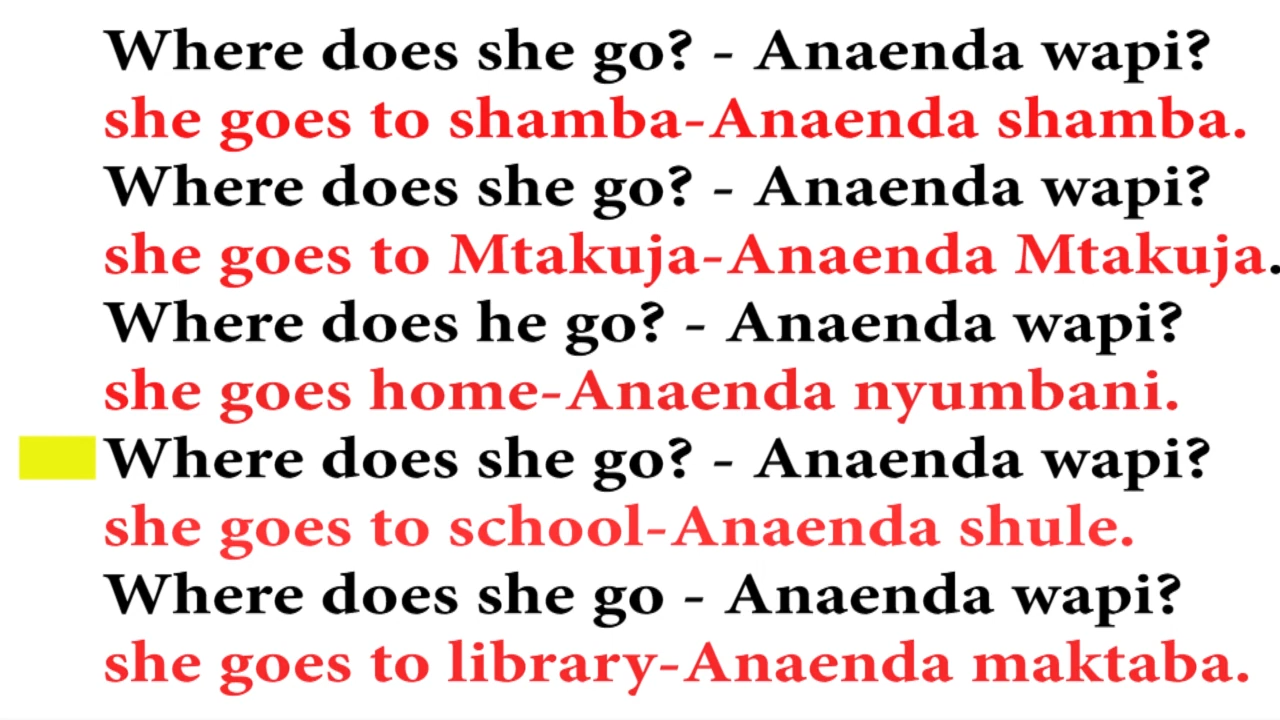 Where does she go? - Anaenda wapi?
she goes to shamba-Anaenda shamba.
Where does she go? - Anaenda wapi?
she goes to Mtakuja-Anaenda Mtakuja.
Where does he go? - Anaenda wapi?
she goes home-Anaenda nyumbani.
Where does she go? - Anaenda wapi?
she goes to school-Anaenda shule.
Where does she go - Anaenda wapi?
she goes to library-Anaenda maktaba.